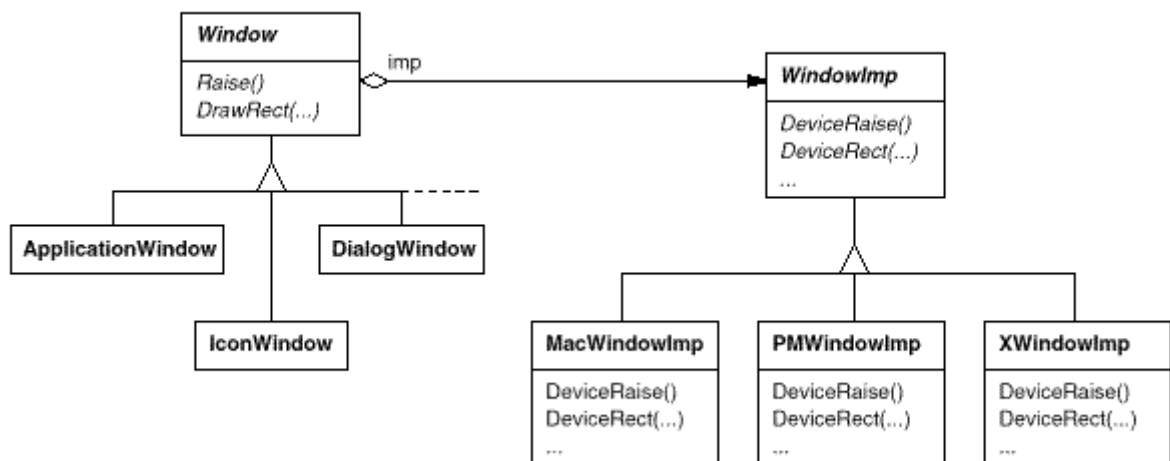 Window
Raise()
DrawRect(...)
imp
WindowImp
DeviceRaise()
DeviceRect(...)
...
ApplicationWindow
DialogWindow
IconWindow
MacWindowImp
DeviceRaise()
DeviceRect(...)
...
PMWindowImp
DeviceRaise()
DeviceRect(...)
...
XWindowImp
DeviceRaise()
DeviceRect(...)
...